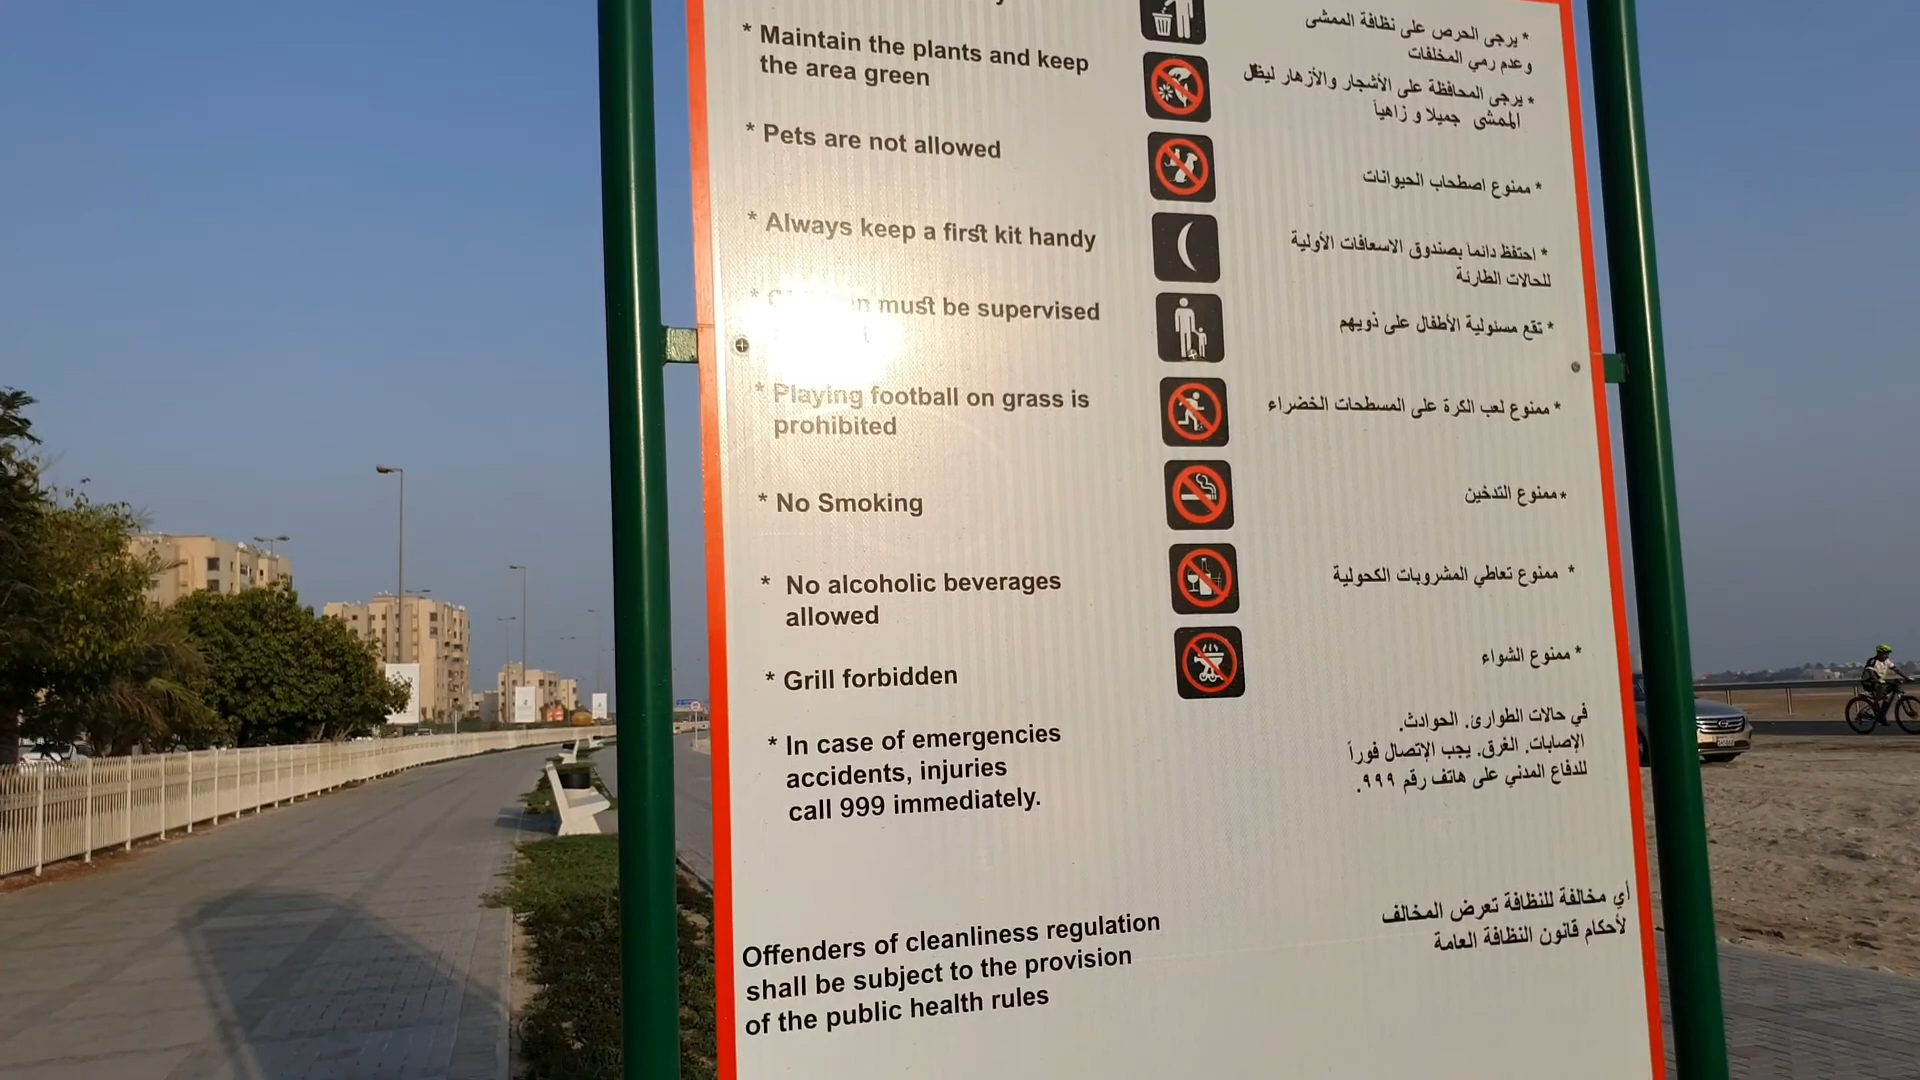 * Maintain the plants and keep
the area green
* Pets are not allowed
* Always keep a first kit handy
* must be supervised
* Playing football on grass is
prohibited
* No Smoking
* No alcoholic beverages
allowed
* Grill forbidden
* In case of emergencies
accidents, injuries
call 999 immediately.
Offenders of cleanliness regulation
shall be subject to the provision
of the public health rules
* يرجى الحرص على نظافة الممشى
وعدم رمي المخلفات
* يرجى المحافظة على الأشجار والأزهار ليظل
الممشى جميلا و زاهياً
* ممنوع اصطحاب الحيوانات
* احتفظ دائما بصندوق الاسعافات الأولية
للحالات الطارئة
* تقع مسئولية الأطفال على ذويهم
* ممنوع لعب الكرة على المسطحات الخضراء
* ممنوع التدخين
* ممنوع تعاطي المشروبات الكحولية
* ممنوع الشواء
في حالات الطوارئ. الحوادث.
الإصابات. الغرق. يجب الإتصال فوراً
للدفاع المدني على هاتف رقم ٩٩٩.
أي مخالفة للنظافة تعرض المخالف
لأحكام قانون النظافة العامة